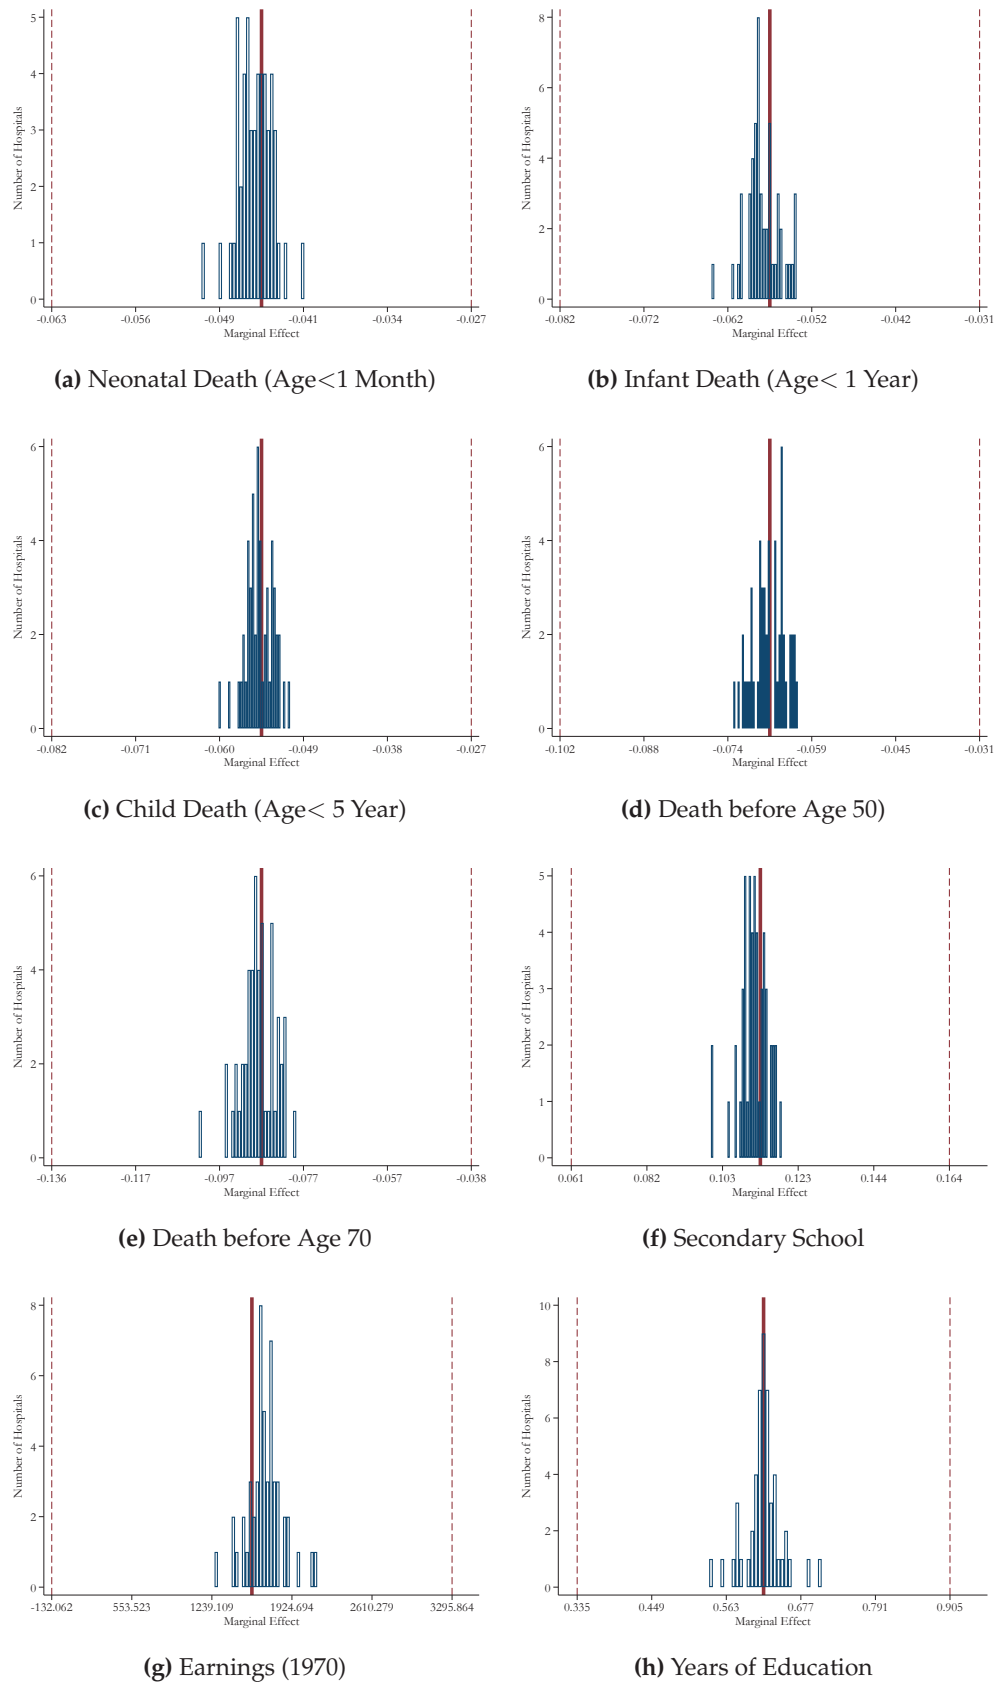 Number of Hospitals
5
4
3
2
1
0
-0.063 -0.056 -0.049 -0.041 -0.034 -0.027
Marginal Effect
(a) Neonatal Death (Age<1 Month)
Number of Hospitals
8
6
4
2
0
-0.082 -0.072 -0.062 -0.052 -0.042 -0.031
Marginal Effect
(b) Infant Death (Age< 1 Year)
Number of Hospitals
6
4
2
0
-0.082 -0.071 -0.060 -0.049 -0.038 -0.027
Marginal Effect
(c) Child Death (Age< 5 Year)
Number of Hospitals
6
4
2
0
-0.102 -0.088 -0.074 -0.059 -0.045 -0.031
Marginal Effect
(d) Death before Age 50)
Number of Hospitals
6
4
2
0
-0.136 -0.117 -0.097 -0.077 -0.057 -0.038
Marginal Effect
(e) Death before Age 70
Number of Hospitals
5
4
3
2
1
0
0.061 0.082 0.103 0.123 0.144 0.164
Marginal Effect
(f) Secondary School
Number of Hospitals
8
6
4
2
0
-132.062 553.523 1239.109 1924.694 2610.279 3295.864
Marginal Effect
(g) Earnings (1970)
Number of Hospitals
10
8
6
4
2
0
0.335 0.449 0.563 0.677 0.791 0.905
Marginal Effect
(h) Years of Education